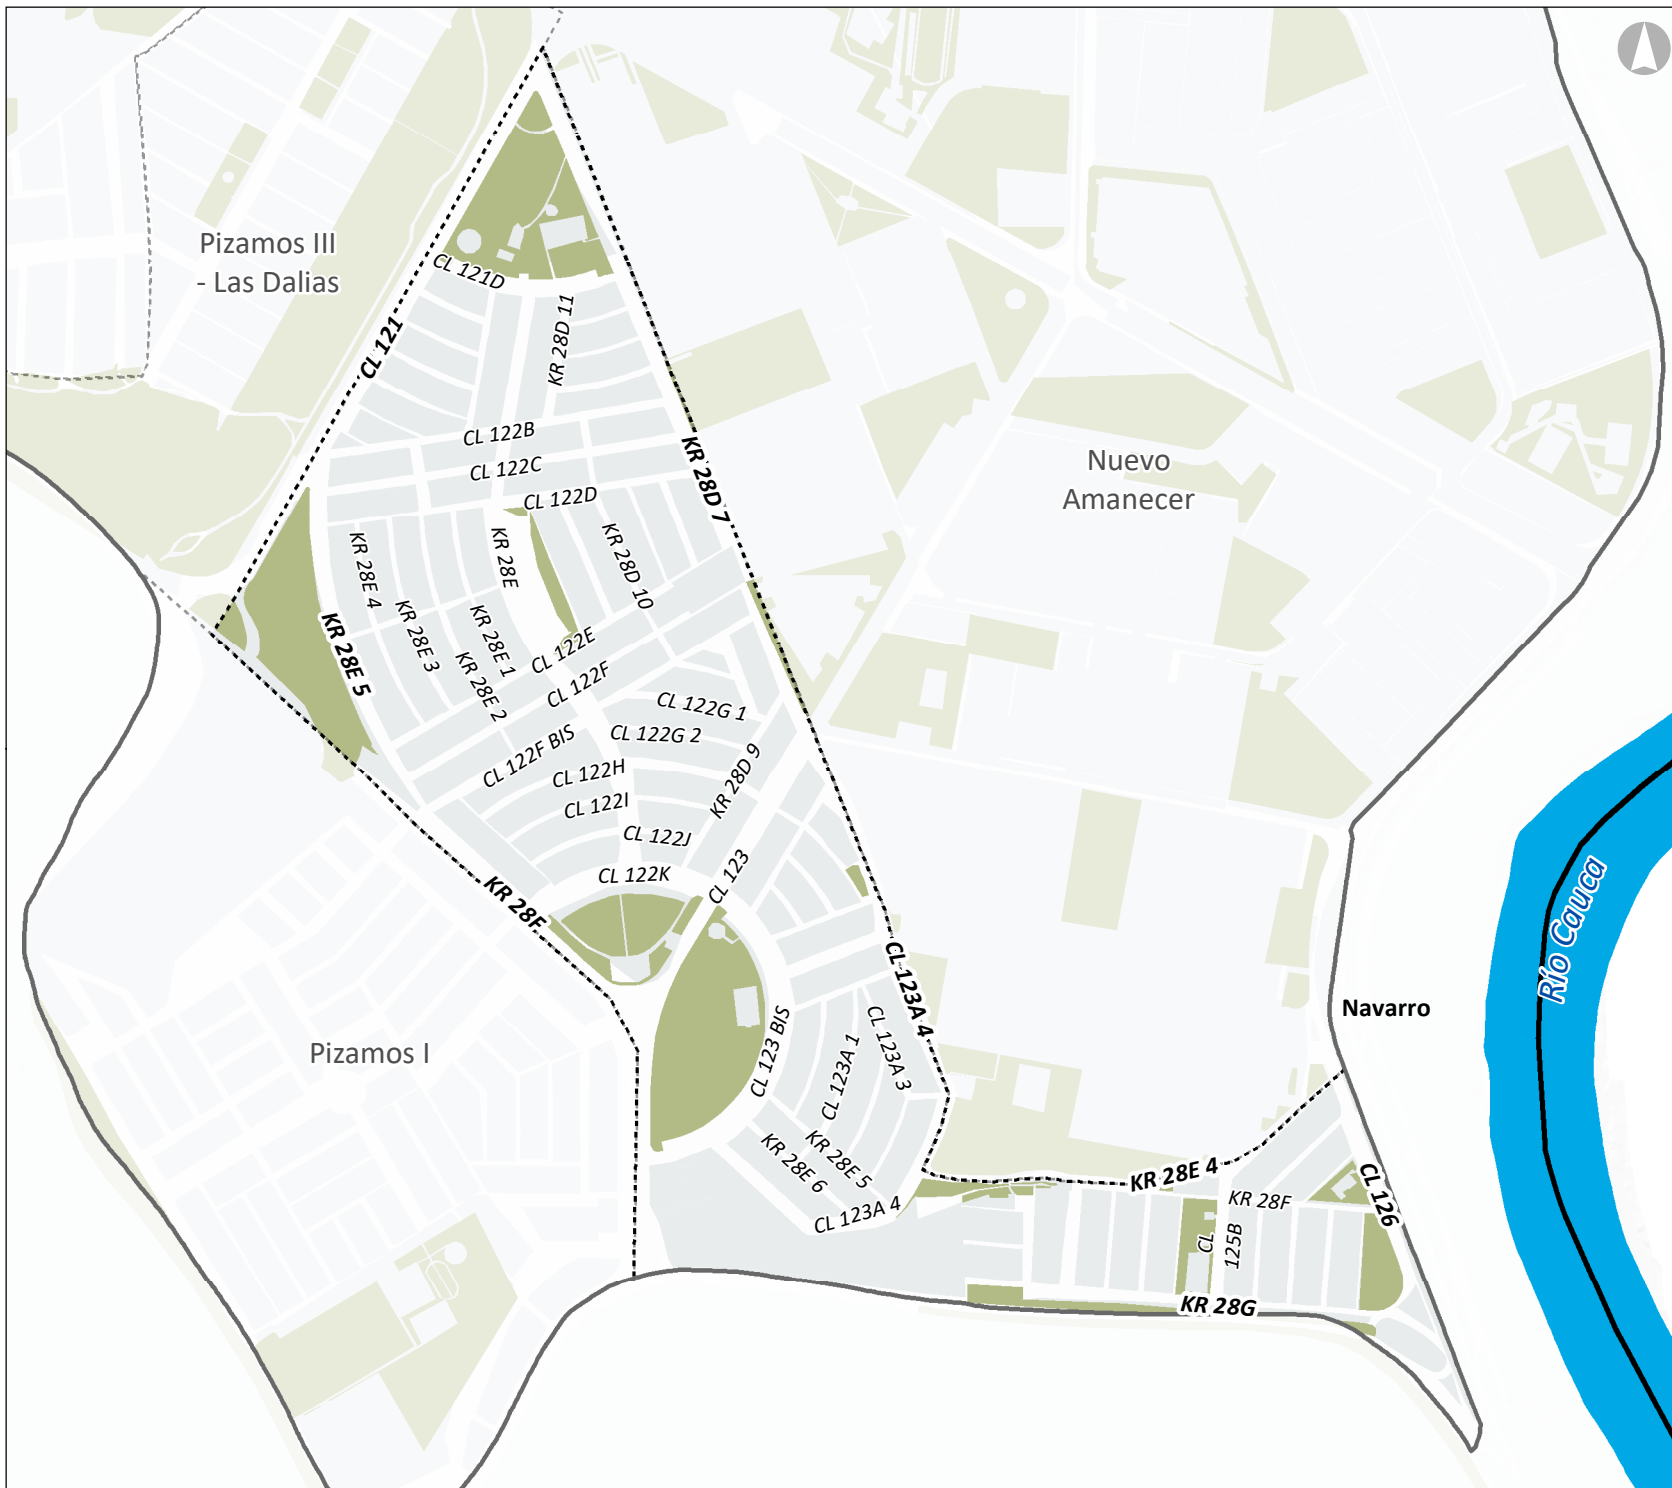 Pizamos III
- Las Dalias
CL 121D
KR 28D 11
CL 121
CL 122B
CL 122C
CL 122D
KR 28D 7
Nuevo
Amanecer
KR 28E 4
KR 28E
KR 28D 10
KR 28E 3
KR 28E 1
KR 28E 5
KR 28E 2
CL 122E
CL 122F
CL 122G 1
CL 122G 2
CL 122F BIS
CL 122H
KR 28D 9
CL 122I
CL 122J
CL 122K
CL 123
KR 28F
Río Cauca
CL 123A 4
Navarro
Pizamos I
CL 123 BIS
CL 123A 1
CL 123A 3
KR 28E 5
KR 28E 6
KR 28E 4
CL 126
KR 28F
CL 123A 4
CL
125B
KR 28G